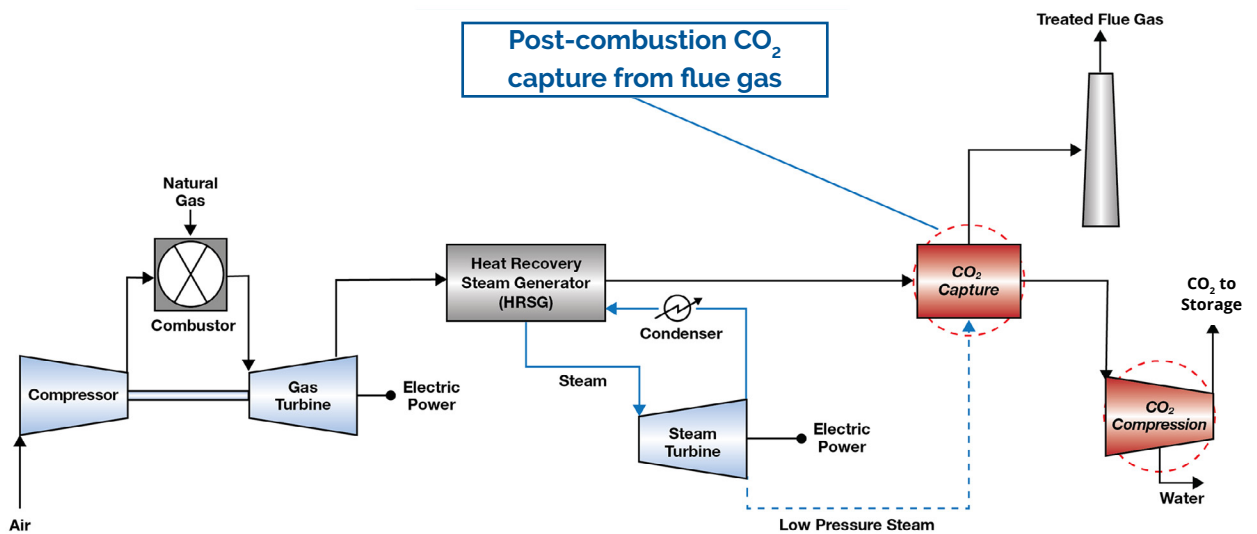 Post-combustion CO₂
capture from flue gas
Treated Flue Gas
Natural
Gas
Combustor
Compressor
Gas
Turbine
Electric
Power
Air
Heat Recovery
Steam Generator
(HRSG)
Condenser
Steam
Steam
Turbine
Electric
Power
Low Pressure Steam
CO₂
Capture
CO₂ to
Storage
CO₂
Compression
Water